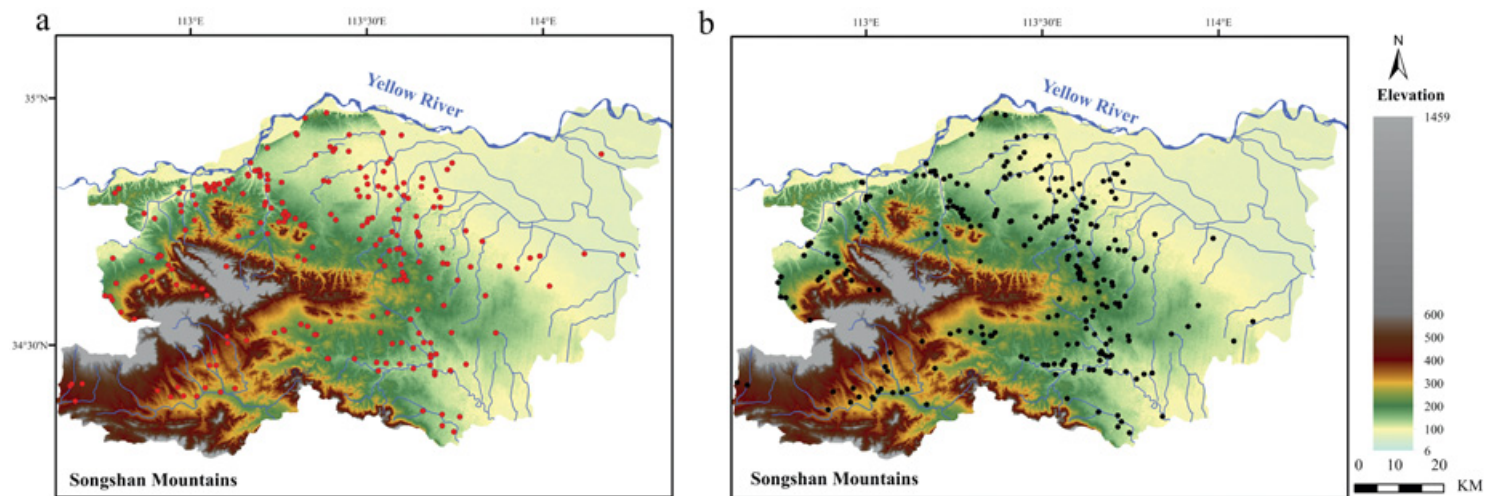 a
113°E
113°30'E
114°E
35°N
34°30'N
Yellow River
Songshan Mountains
b
113°E
113°30'E
114°E
Yellow River
Songshan Mountains
N
Elevation
1459
600
500
400
300
200
100
6
0 10 20
KM